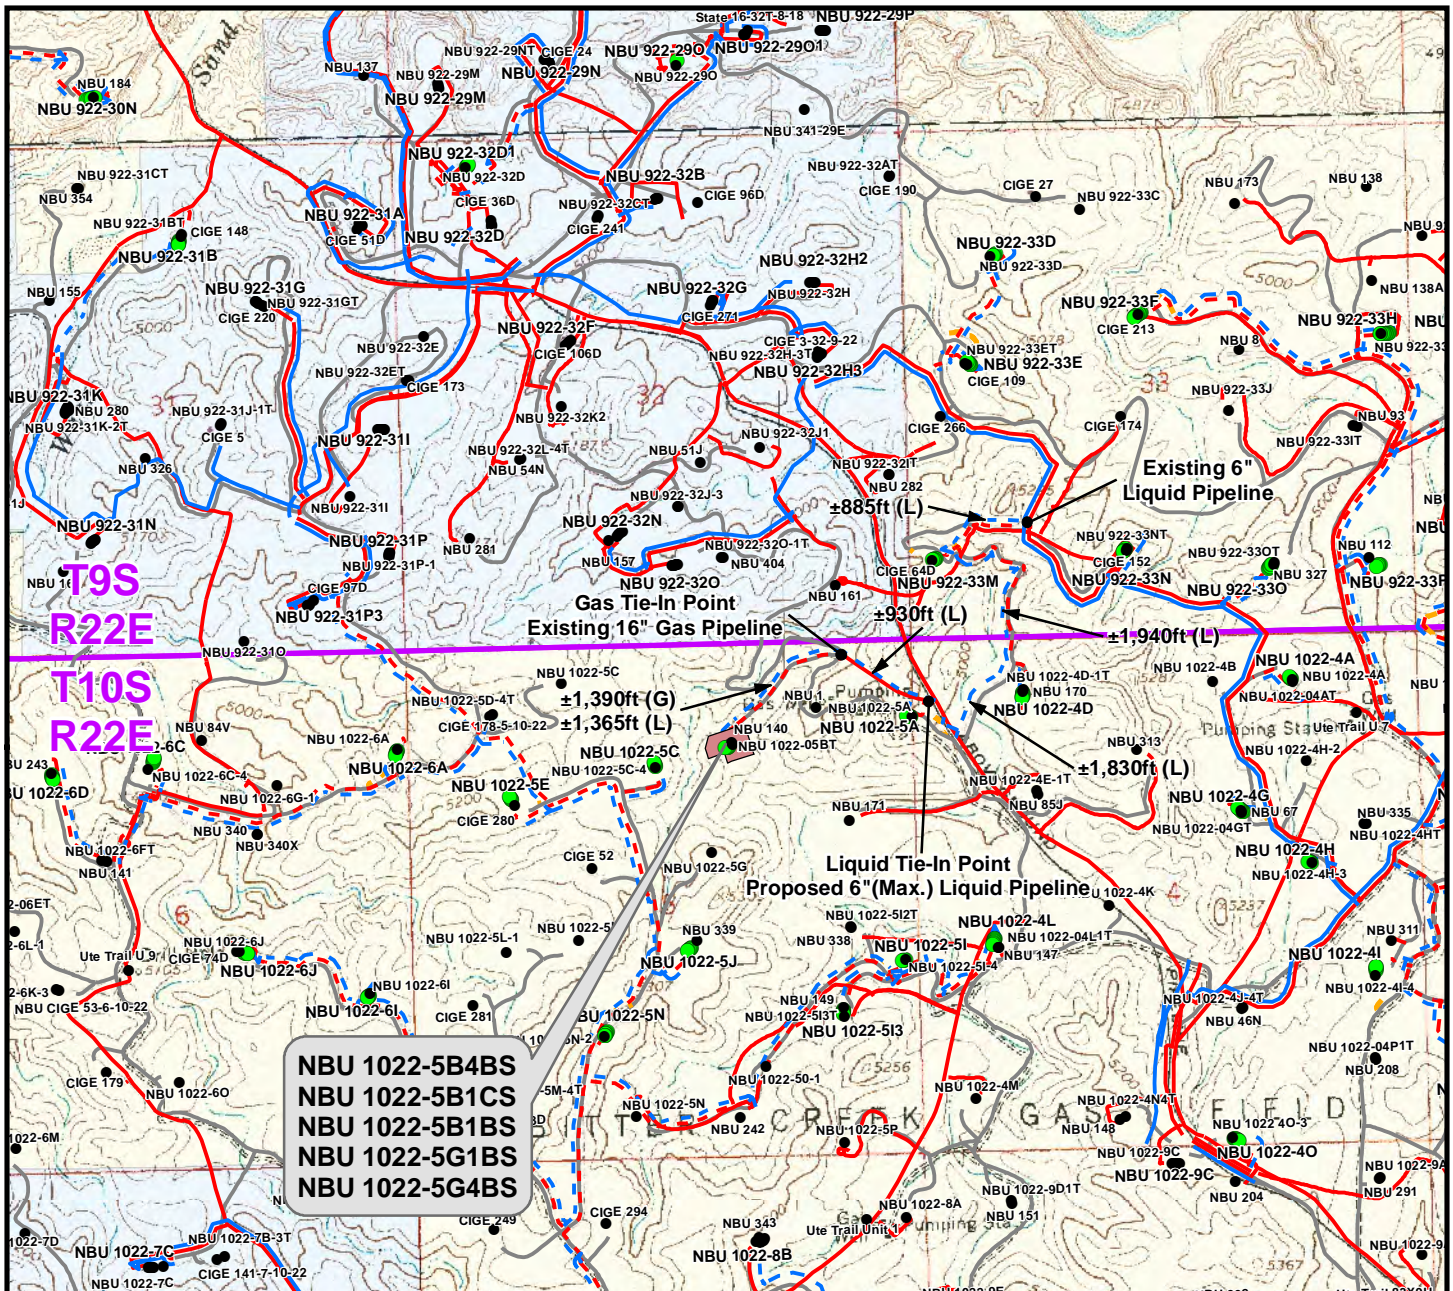 State 16-32T-8-18
NBU 922-29P
NBU 922-29NT
CIGE 24
NBU 922-29O
NBU 922-29O1
NBU 137
NBU 922-29M
NBU 922-29N
NBU 922-29O
NBU 184
NBU 922-29M
NBU 922-30N
Sand
NBU 341-29E
NBU 922-32D1
NBU 922-32AT
NBU 922-31CT
NBU 922-32D
NBU 922-32B
CIGE 190
CIGE 27
NBU 173
NBU 138
NBU 354
CIGE 36D
NBU 922-32CT
CIGE 96D
NBU 922-33C
NBU 922-31BT
NBU 922-31A
CIGE 148
CIGE 51D
NBU 922-32D
CIGE 241
NBU 922-31B
5000
NBU 922-33D
NBU 922-33D
NBU 922-32H2
NBU 155
NBU 922-31G
NBU 922-31GT
CIGE 220
NBU 922-32G
NBU 922-32H
CIGE 271
NBU 138A
NBU 922-33F
CIGE 213
NBU 922-33H
5000
NBU 922-32F
CIGE 106D
NBU 922-32E
CIGE 3-32-9-22
NBU 922-32H-3T
NBU 922-32H3
NBU 922-33ET
NBU 922-33E
CIGE 109
NBU 8
NBU 922-32ET
CIGE 173
33
32
NBU 922-33J
NBU 922-31K
NBU 280
NBU 922-31K-2T
NBU 922-31J-1T
CIGE 5
NBU 922-31I
NBU 922-32K2
CIGE 266
CIGE 174
NBU 93
NBU 922-33IT
NBU 326
NBU 922-32L-4T
NBU 54N
NBU 51J
NBU 922-32J1
NBU 922-32IT
NBU 282
Existing 6"
Liquid Pipeline
NBU 922-31I
NBU 922-32J-3
±885ft (L)
NBU 922-31N
NBU 922-31P
NBU 922-31P-1
NBU 281
NBU 922-32N
NBU 157
NBU 922-32O-1T
NBU 404
NBU 922-32O
CIGE 64D
NBU 922-33M
NBU 922-33NT
CIGE 152
NBU 922-33N
NBU 922-33OT
NBU 327
NBU 922-33O
NBU 112
T9S
R22E
CIGE 97D
NBU 922-31P3
NBU 161
Gas Tie-In Point
Existing 16" Gas Pipeline
±930ft (L)
±1,940ft (L)
NBU 922-31O
T10S
R22E
NBU 1022-5C
NBU 1022-5D-4T
CIGE 178-5-10-22
±1,390ft (G)
±1,365ft (L)
NBU 1
Pumping
NBU 1022-5A
NBU 1022-5A
NBU 1022-4D-1T
NBU 170
NBU 1022-4D
NBU 1022-4B
NBU 1022-4A
NBU 1022-4A
NBU 1022-04AT
Ute Trail U 7
NBU 84V
NBU 1022-6A
NBU 1022-6A
NBU 1022-5C
NBU 1022-5C-4
NBU 140
NBU 1022-05BT
NBU 313
NBU 1022-4H-2
±1,830ft (L)
NBU 1022-6C-4
NBU 1022-6G-1
NBU 1022-5E
CIGE 280
NBU 171
NBU 1022-4E-1T
NBU 85J
NBU 1022-4G
NBU 67
NBU 1022-04GT
NBU 335
NBU 1022-4HT
NBU 340
NBU 340X
NBU 1022-6FT
NBU 141
CIGE 52
NBU 1022-5G
NBU 1022-4H
NBU 1022-4H-3
Liquid Tie-In Point
Proposed 6"(Max.) Liquid Pipeline
NBU 1022-4K
6
4
NBU 1022-5L-1
NBU 339
NBU 1022-5J
NBU 1022-5I2T
NBU 338
NBU 1022-5I
NBU 1022-5I-4
NBU 1022-4L
NBU 1022-04L1T
NBU 147
NBU 311
NBU 1022-4I
NBU 1022-4I-4
Ute Trail U 9
NBU 1022-6J
CIGE 74D
NBU 1022-6J
NBU 1022-6I
NBU 1022-6I
CIGE 53-6-10-22
CIGE 281
NBU 149
NBU 1022-5I3T
NBU 1022-5I3
NBU 1022-4J-4T
NBU 46N
NBU 1022-04P1T
NBU 208
CIGE 179
NBU 1022-6O
NBU 1022-5B4BS
NBU 1022-5B1CS
NBU 1022-5B1BS
NBU 1022-5G1BS
NBU 1022-5G4BS
NBU 1022-5O-1
5256
NBU 1022-5N
NBU 242
NBU 1022-5P
NBU 1022-4M
NBU 1022-4N4T
NBU 148
CREEK GAS FIELD
NBU 1022-4O
NBU 1022-9C
NBU 1022-9C
NBU 204
NBU 291
NBU 1022-9D1T
NBU 151
NBU 1022-8A
Ute Trail Unit 1
CIGE 249
CIGE 294
NBU 343
NBU 1022-8B
NBU 1022-7C
NBU 1022-7B-3T
NBU 1022-7C
CIGE 141-7-10-22
5367